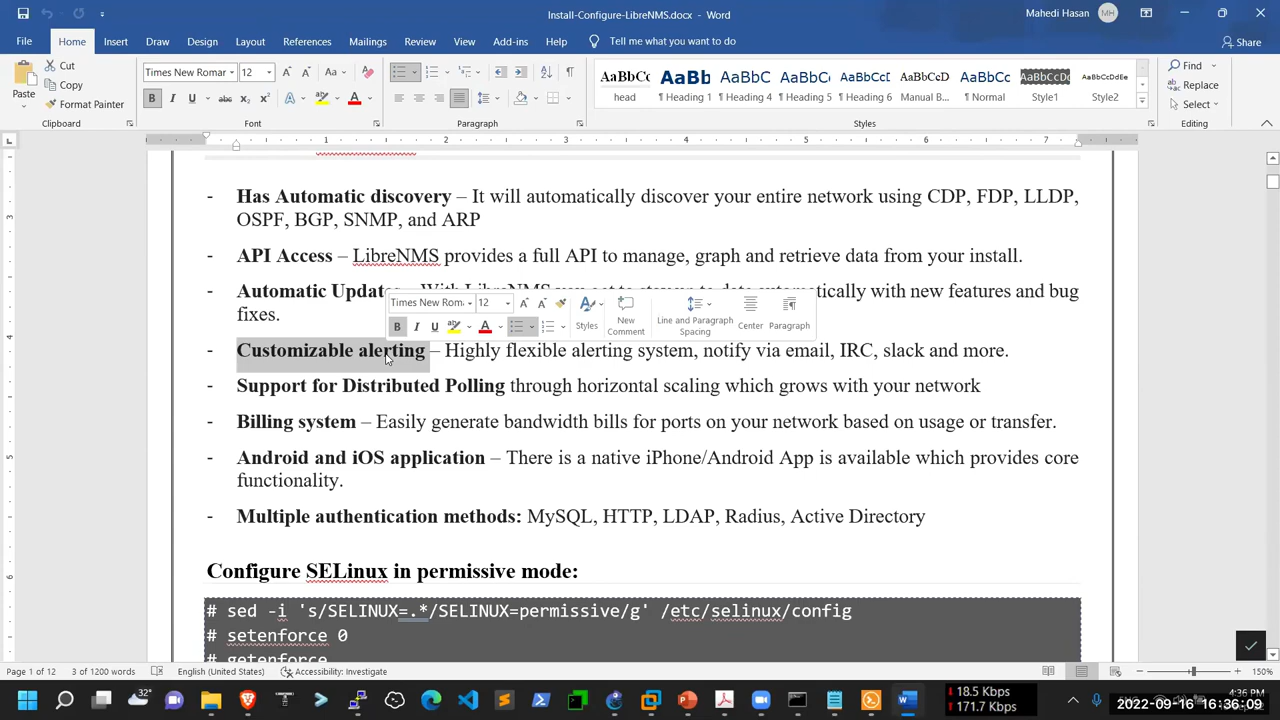 Install-Configure-LibreNMS.docx - Word
Mahedi Hasan
MH
File
Home
Insert
Draw
Design
Layout
References
Mailings
Review
View
Add-ins
Help
Tell me what you want to do
Share
Paste
Cut
Copy
Format Painter
Clipboard
Times New Romar
12
Font
Paragraph
AaBbCc
head
AaBb
¶ Heading 1
AaBbCcI
¶ Heading 4
AaBbCc
¶ Heading 5
AaBbCcl
¶ Heading 6
AaBbCcDd
Manual B...
AaBbCc
¶ Normal
AaBbCcDc
Style1
AaBbCcDdEe
Style2
Styles
Find
Replace
Select
Editing
- Has Automatic discovery – It will automatically discover your entire network using CDP, FDP, LLDP,
OSPF, BGP, SNMP, and ARP
- API Access – LibreNMS provides a full API to manage, graph and retrieve data from your install.
- Automatic Updates
matically with new features and bug
fixes.
Times New Roma
12
Styles
New
Comment
Line and Paragraph
Spacing
Center
Paragraph
- Customizable alerting – Highly flexible alerting system, notify via email, IRC, slack and more.
- Support for Distributed Polling through horizontal scaling which grows with your network
- Billing system – Easily generate bandwidth bills for ports on your network based on usage or transfer.
- Android and iOS application – There is a native iPhone/Android App is available which provides core
functionality.
- Multiple authentication methods: MySQL, HTTP, LDAP, Radius, Active Directory
Configure SELinux in permissive mode:
# sed -i 's/SELINUX=.*/SELINUX=permissive/g' /etc/selinux/config
# setenforce 0
# getenforce
Page 1 of 12
3 of 1200 words
English (United States)
Accessibility: Investigate
150%
32°
18.5 Kbps
171.7 Kbps
4:36 PM
2022-09-16 16:36:09